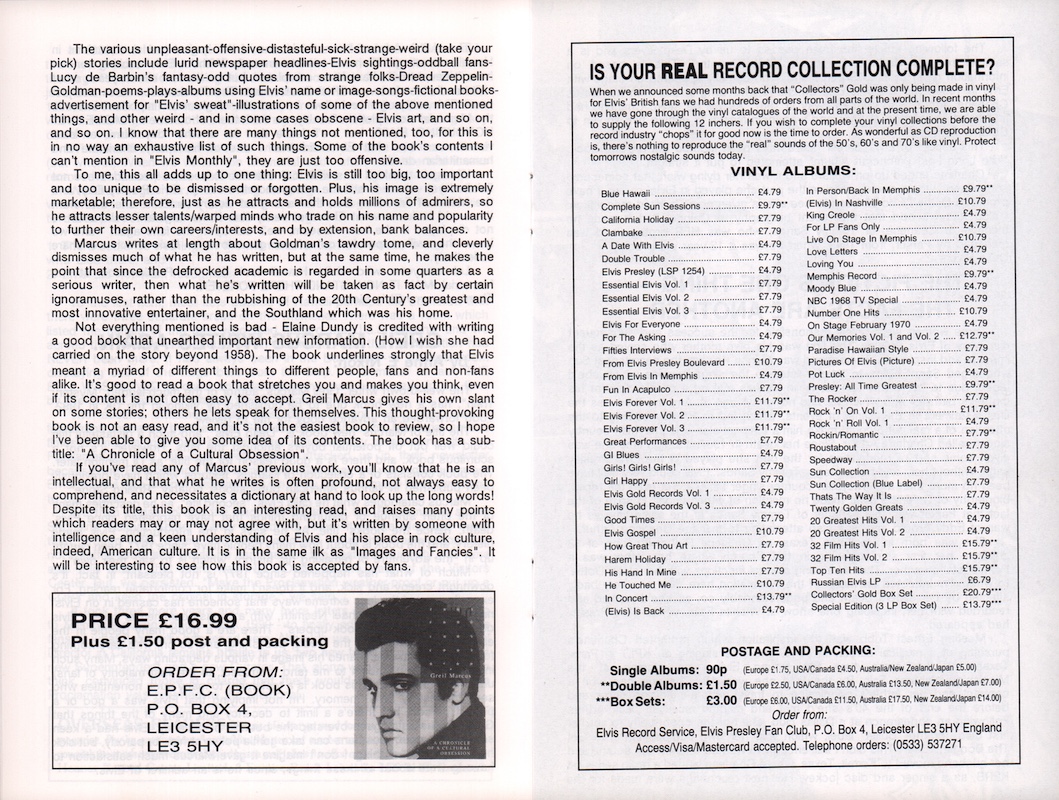 The various unpleasant-offensive-distasteful-sick-strange-weird (take your
pick) stories include lurid newspaper headlines-Elvis sightings-oddball fans-
Lucy de Barbin's fantasy-odd quotes from strange folks-Dread Zeppelin-
Goldman-poems-plays-albums using Elvis' name or image-songs-fictional books-
advertisement for "Elvis' sweat"-illustrations of some of the above mentioned
things, and other weird - and in some cases obscene - Elvis art, and so on,
and so on. I know that there are many things not mentioned, too, for this is
in no way an exhaustive list of such things. Some of the book's contents I
can't mention in "Elvis Monthly", they are just too offensive.
To me, this all adds up to one thing: Elvis is still too big, too important
and too unique to be dismissed or forgotten. Plus, his image is extremely
marketable; therefore, just as he attracts and holds millions of admirers, so
he attracts lesser talents/warped minds who trade on his name and popularity
to further their own careers/interests, and by extension, bank balances.
Marcus writes at length about Goldman's tawdry tome, and cleverly
dismisses much of what he has written, but at the same time, he makes the
point that since the defrocked academic is regarded in some quarters as a
serious writer, then what he's written will be taken as fact by certain
ignoramuses, rather than the rubbishing of the 20th Century's greatest and
most innovative entertainer, and the Southland which was his home.
Not everything mentioned is bad - Elaine Dundy is credited with writing
a good book that unearthed important new information. (How I wish she had
carried on the story beyond 1958). The book underlines strongly that Elvis
meant a myriad of different things to different people, fans and non-fans
alike. It's good to read a book that stretches you and makes you think, even
if its content is not often easy to accept. Greil Marcus gives his own slant
on some stories; others he lets speak for themselves. This thought-provoking
book is not an easy read, and it's not the easiest book to review, so I hope
I've been able to give you some idea of its contents. The book has a sub-
title: "A Chronicle of a Cultural Obsession".
If you've read any of Marcus' previous work, you'll know that he is an
intellectual, and that what he writes is often profound, not always easy to
comprehend, and necessitates a dictionary at hand to look up the long words!
Despite its title, this book is an interesting read, and raises many points
which readers may or may not agree with, but it's written by someone with
intelligence and a keen understanding of Elvis and his place in rock culture,
indeed, American culture. It is in the same ilk as "Images and Fancies". It
will be interesting to see how this book is accepted by fans.
PRICE £16.99
Plus £1.50 post and packing
ORDER FROM:
E.P.F.C. (BOOK)
P.O. BOX 4,
LEICESTER
LE3 5HY
Greil Marcus
A CHRONICLE
OF A CULTURAL
OBSESSION
IS YOUR REAL RECORD COLLECTION COMPLETE?
When we announced some months back that "Collectors" Gold was only being made in vinyl
for Elvis' British fans we had hundreds of orders from all parts of the world. In recent months
we have gone through the vinyl catalogues of the world and at the present time, we are able
to supply the following 12 inchers. If you wish to complete your vinyl collections before the
record industry "chops" it for good now is the time to order. As wonderful as CD reproduction
is, there's nothing to reproduce the "real" sounds of the 50's, 60's and 70's like vinyl. Protect
tomorrows nostalgic sounds today.
VINYL ALBUMS:
Blue Hawaii ........ £4.79
Complete Sun Sessions ........ £9.79**
California Holiday ........ £7.79
Clambake ........ £7.79
A Date With Elvis ........ £4.79
Double Trouble ........ £7.79
Elvis Presley (LSP 1254) ........ £4.79
Essential Elvis Vol. 1 ........ £7.79
Essential Elvis Vol. 2 ........ £7.79
Essential Elvis Vol. 3 ........ £7.79
Elvis For Everyone ........ £4.79
For The Asking ........ £4.79
Fifties Interviews ........ £7.79
From Elvis Presley Boulevard ........ £10.79
From Elvis In Memphis ........ £4.79
Fun In Acapulco ........ £7.79
Elvis Forever Vol. 1 ........ £11.79**
Elvis Forever Vol. 2 ........ £11.79**
Elvis Forever Vol. 3 ........ £11.79**
Great Performances ........ £7.79
GI Blues ........ £4.79
Girls! Girls! Girls! ........ £7.79
Girl Happy ........ £7.79
Elvis Gold Records Vol. 1 ........ £4.79
Elvis Gold Records Vol. 3 ........ £4.79
Good Times ........ £7.79
Elvis Gospel ........ £10.79
How Great Thou Art ........ £7.79
Harem Holiday ........ £7.79
His Hand In Mine ........ £7.79
He Touched Me ........ £10.79
In Concert ........ £13.79**
(Elvis) Is Back ........ £4.79
In Person/Back In Memphis ........ £9.79**
(Elvis) In Nashville ........ £10.79
King Creole ........ £4.79
For LP Fans Only ........ £4.79
Live On Stage In Memphis ........ £10.79
Love Letters ........ £4.79
Loving You ........ £4.79
Memphis Record ........ £9.79**
Moody Blue ........ £4.79
NBC 1968 TV Special ........ £4.79
Number One Hits ........ £10.79
On Stage February 1970 ........ £4.79
Our Memories Vol. 1 and Vol. 2 ..... £12.79**
Paradise Hawaiian Style ........ £7.79
Pictures Of Elvis (Picture) ........ £7.79
Pot Luck ........ £4.79
Presley: All Time Greatest ........ £9.79**
The Rocker ........ £7.79
Rock 'n' On Vol. 1 ........ £11.79**
Rock 'n' Roll Vol. 1 ........ £4.79
Rockin/Romantic ........ £7.79**
Roustabout ........ £7.79
Speedway ........ £7.79
Sun Collection ........ £4.79
Sun Collection (Blue Label) ........ £7.79
Thats The Way It Is ........ £7.79
Twenty Golden Greats ........ £4.79
20 Greatest Hits Vol. 1 ........ £4.79
20 Greatest Hits Vol. 2 ........ £4.79
32 Film Hits Vol. 1 ........ £15.79**
32 Film Hits Vol. 2 ........ £15.79**
Top Ten Hits ........ £15.79**
Russian Elvis LP ........ £6.79
Collectors' Gold Box Set ........ £20.79***
Special Edition (3 LP Box Set) ...... £13.79***
POSTAGE AND PACKING:
Single Albums: 90p (Europe £1.75, USA/Canada £4.50, Australia/New Zealand/Japan £5.00)
**Double Albums: £1.50 (Europe £2.50, USA/Canada £6.00, Australia £13.50, New Zealand/Japan £7.00)
***Box Sets: £3.00 (Europe £6.00, USA/Canada £11.50, Australia £17.50, New Zealand/Japan £14.00)
Order from:
Elvis Record Service, Elvis Presley Fan Club, P.O. Box 4, Leicester LE3 5HY England
Access/Visa/Mastercard accepted. Telephone orders: (0533) 537271